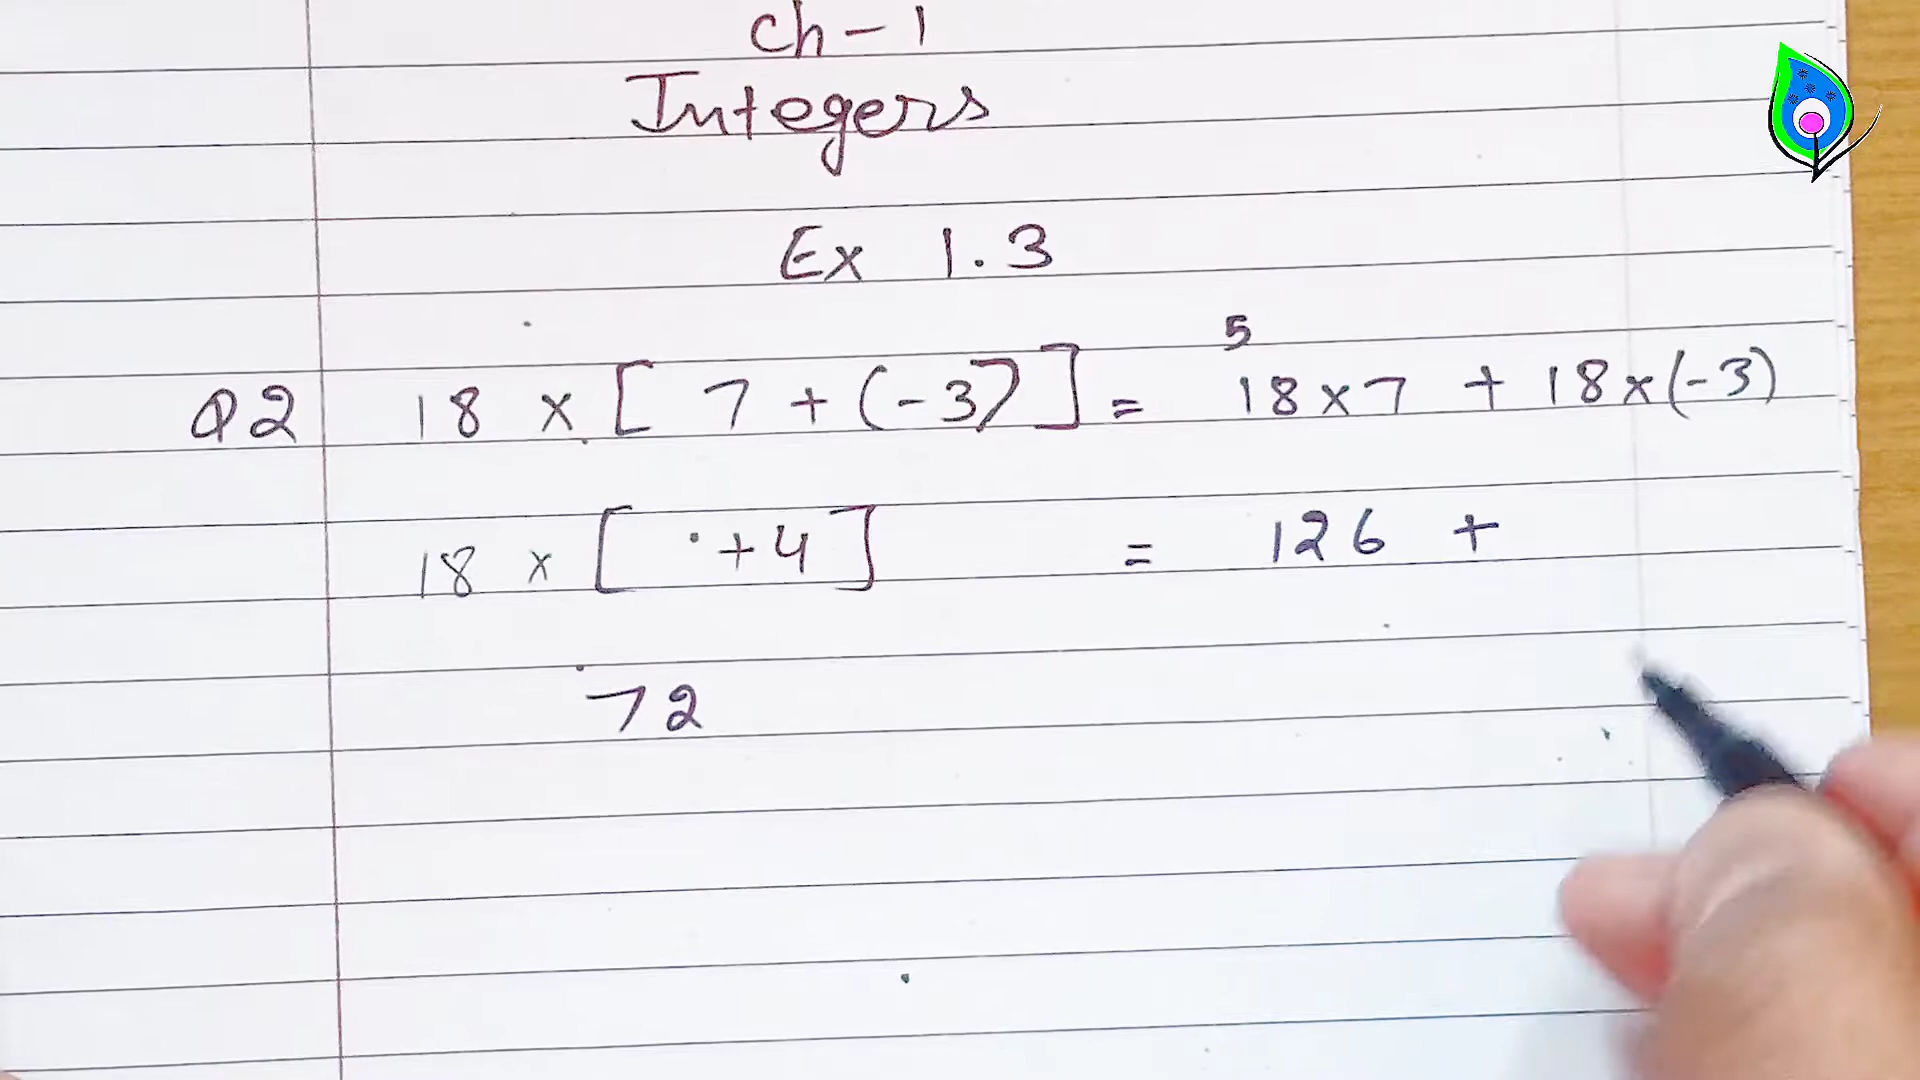 Ch-1
Integers
Ex 1.3
5
Q2 18 × [ 7 + (-3) ] = 18×7 + 18×(-3)
18 × [ +4 ] = 126 +
72